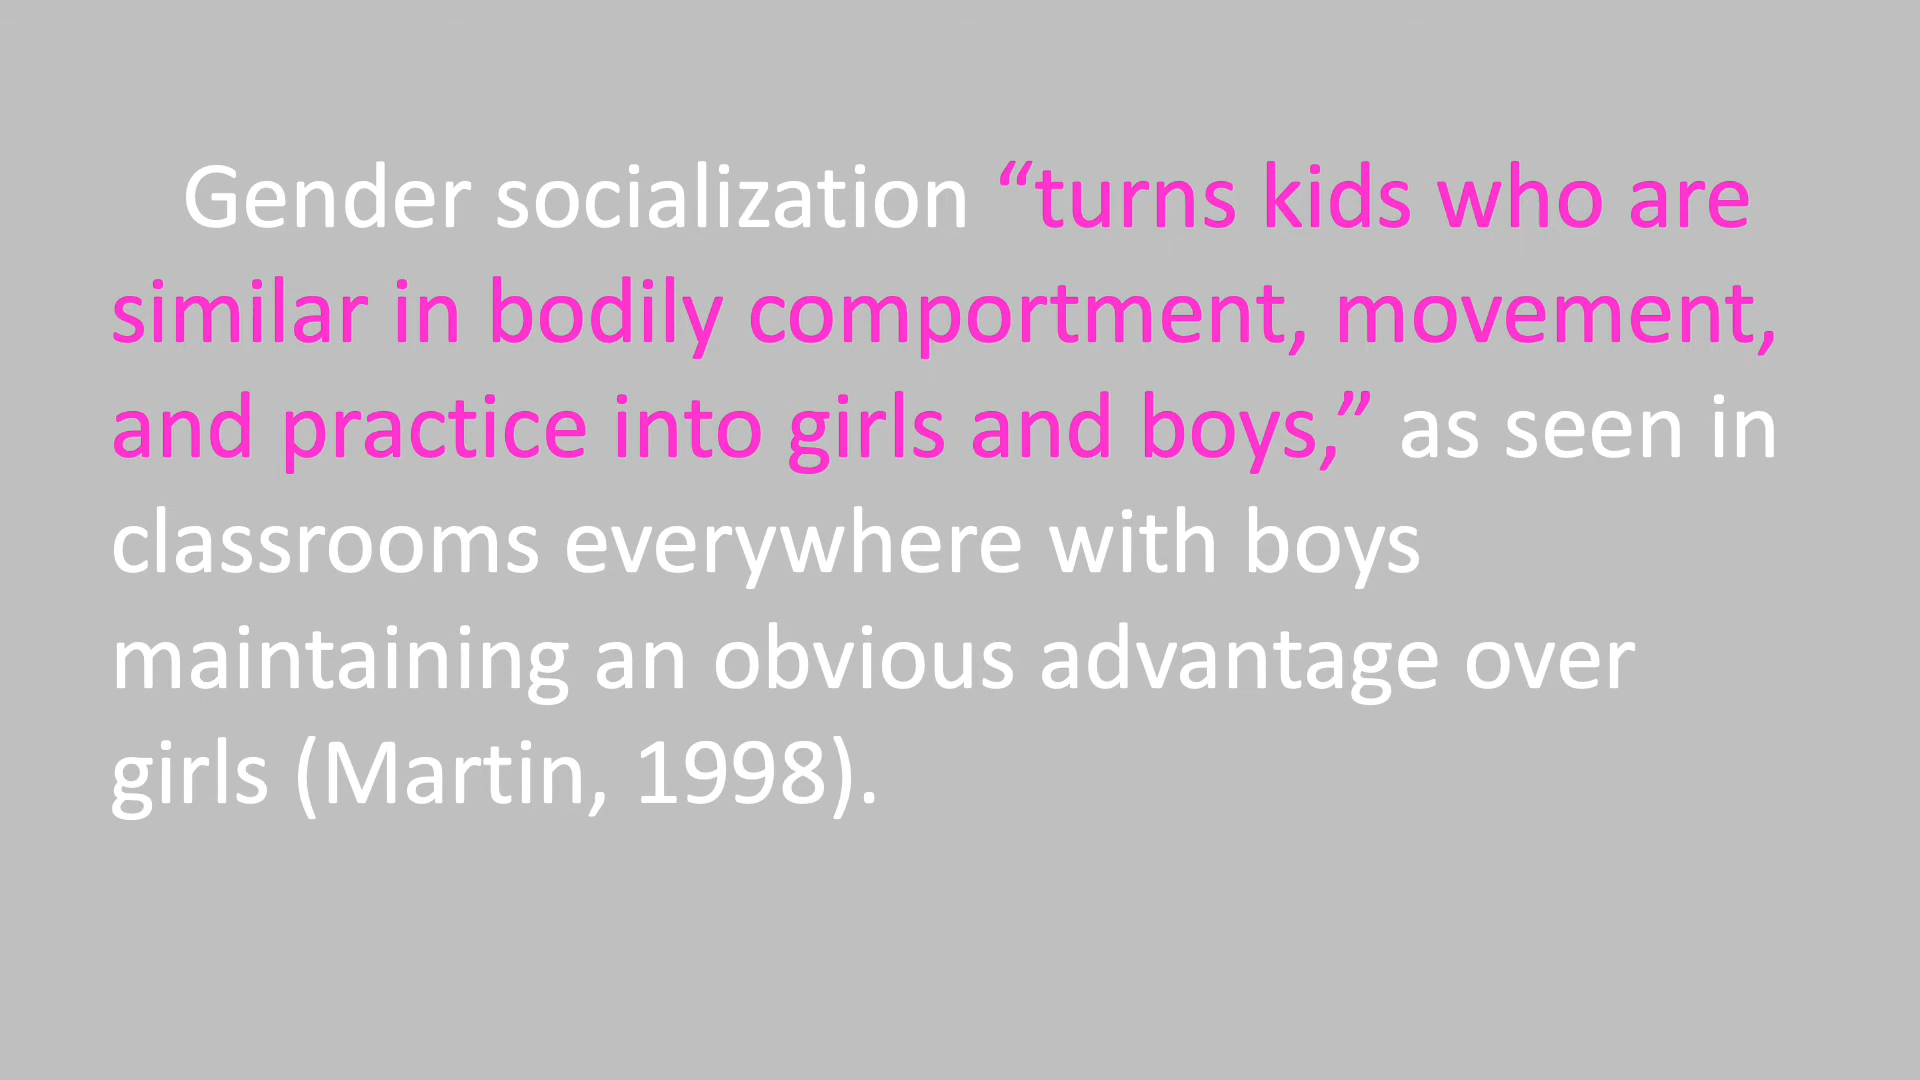 Gender socialization “turns kids who are
similar in bodily comportment, movement,
and practice into girls and boys,” as seen in
classrooms everywhere with boys
maintaining an obvious advantage over
girls (Martin, 1998).